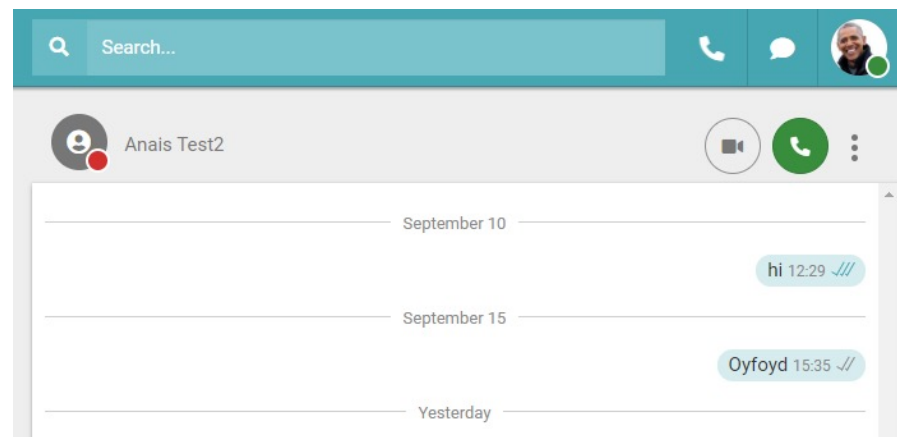 Search...
Anais Test2
September 10
hi 12:29
September 15
Oyfoyd 15:35
Yesterday